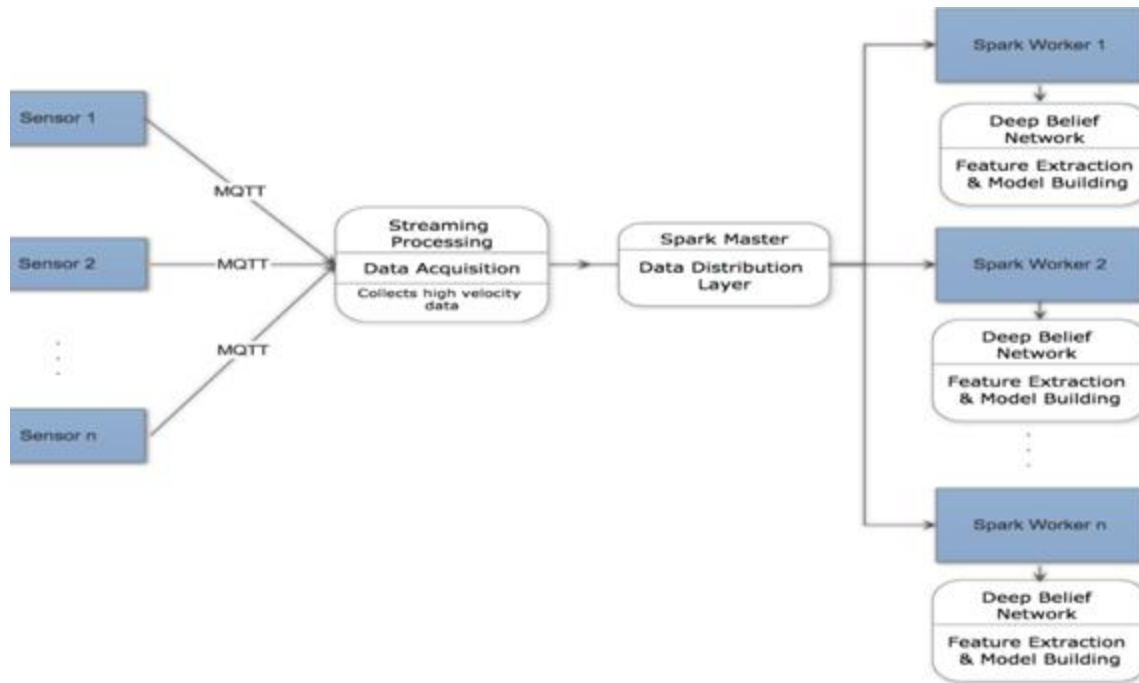 Sensor 1
MQTT
Sensor 2
MQTT
MQTT
Sensor n
Streaming
Processing
Data Acquisition
Collects high velocity
data
Spark Master
Data Distribution
Layer
Spark Worker 1
Deep Belief
Network
Feature Extraction
& Model Building
Spark Worker 2
Deep Belief
Network
Feature Extraction
& Model Building
Spark Worker n
Deep Belief
Network
Feature Extraction
& Model Building